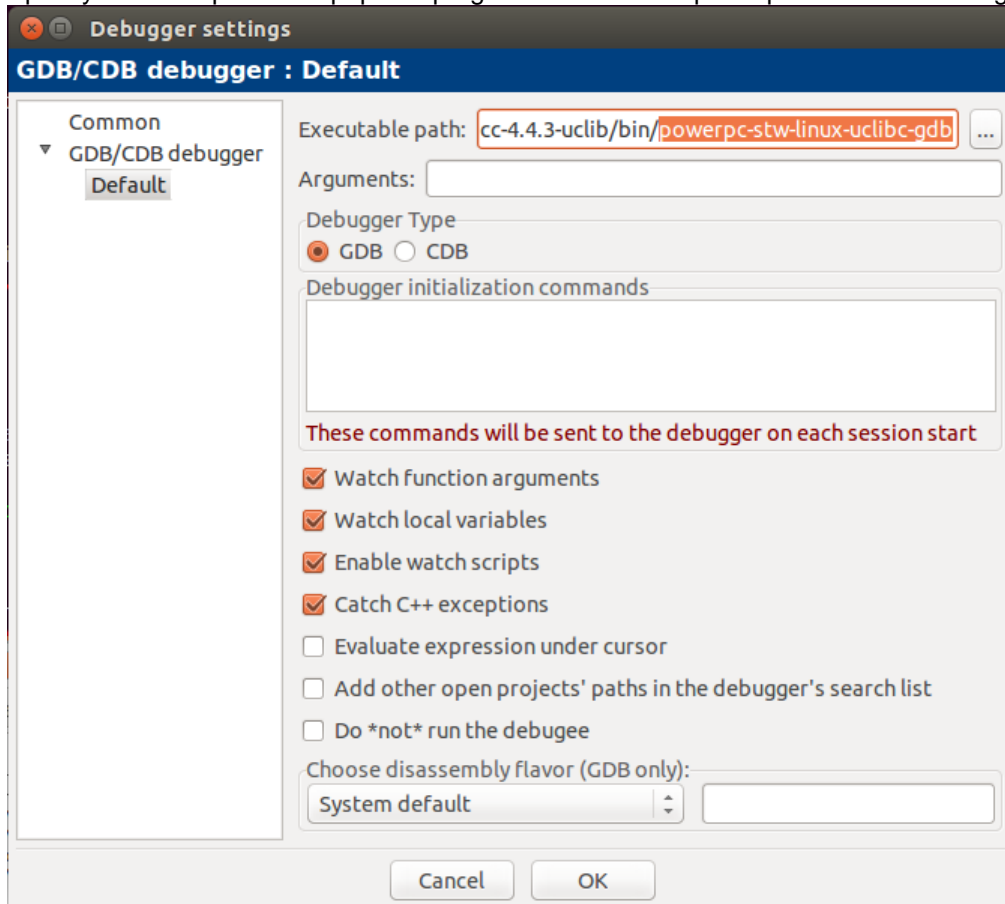 Debugger settings
GDB/CDB debugger : Default
Common
GDB/CDB debugger
Default
Executable path: cc-4.4.3-uclib/bin/powerpc-stw-linux-uclibc-gdb ...
Arguments:
Debugger Type
GDB CDB
Debugger initialization commands
These commands will be sent to the debugger on each session start
Watch function arguments
Watch local variables
Enable watch scripts
Catch C++ exceptions
Evaluate expression under cursor
Add other open projects' paths in the debugger's search list
Do *not* run the debugee
Choose disassembly flavor (GDB only):
System default
Cancel OK